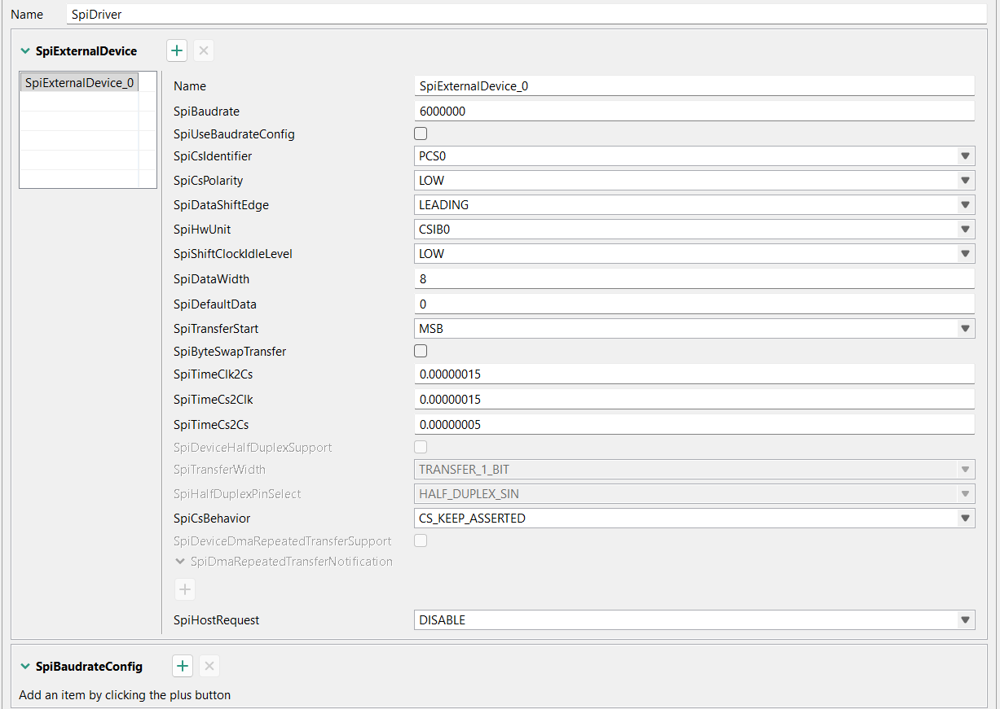 Name SpiDriver
SpiExternalDevice
SpiExternalDevice_0
Name SpiExternalDevice_0
SpiBaudrate 6000000
SpiUseBaudrateConfig
SpiCsIdentifier PCS0
SpiCsPolarity LOW
SpiDataShiftEdge LEADING
SpiHwUnit CSIB0
SpiShiftClockIdleLevel LOW
SpiDataWidth 8
SpiDefaultData 0
SpiTransferStart MSB
SpiByteSwapTransfer
SpiTimeClk2Cs 0.00000015
SpiTimeCs2Clk 0.00000015
SpiTimeCs2Cs 0.00000005
SpiDeviceHalfDuplexSupport
SpiTransferWidth TRANSFER_1_BIT
SpiHalfDuplexPinSelect HALF_DUPLEX_SIN
SpiCsBehavior CS_KEEP_ASSERTED
SpiDeviceDmaRepeatedTransferSupport
SpiDmaRepeatedTransferNotification
SpiHostRequest DISABLE
SpiBaudrateConfig
Add an item by clicking the plus button